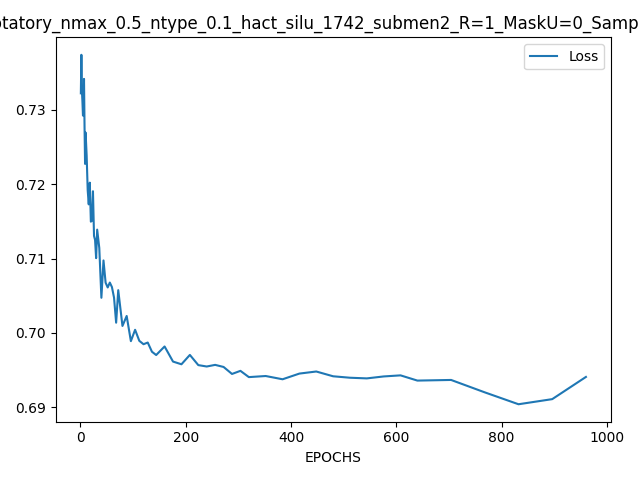 otatory_nmax_0.5_ntype_0.1_hact_silu_1742_submen2_R=1_MaskU=0_Samp
Loss
0.73
0.72
0.71
0.70
0.69
0 200 400 600 800 1000
EPOCHS